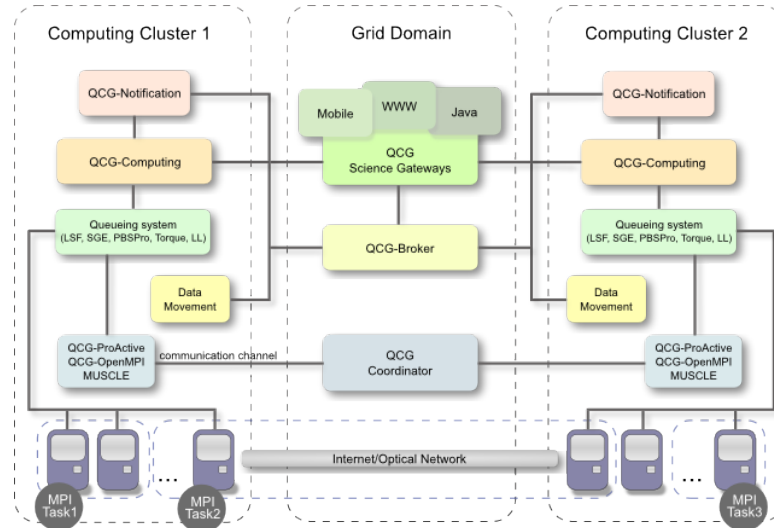 Computing Cluster 1
Grid Domain
Computing Cluster 2
QCG-Notification
Mobile
WWW
Java
QCG-Notification
QCG-Computing
QCG
Science Gateways
QCG-Computing
Queueing system
(LSF, SGE, PBSPro, Torque, LL)
QCG-Broker
Queueing system
(LSF, SGE, PBSPro, Torque, LL)
Data
Movement
Data
Movement
QCG-ProActive
QCG-OpenMPI
MUSCLE
communication channel
QCG
Coordinator
QCG-ProActive
QCG-OpenMPI
MUSCLE
...
Internet/Optical Network
...
MPI
Task1
MPI
Task2
MPI
Task3